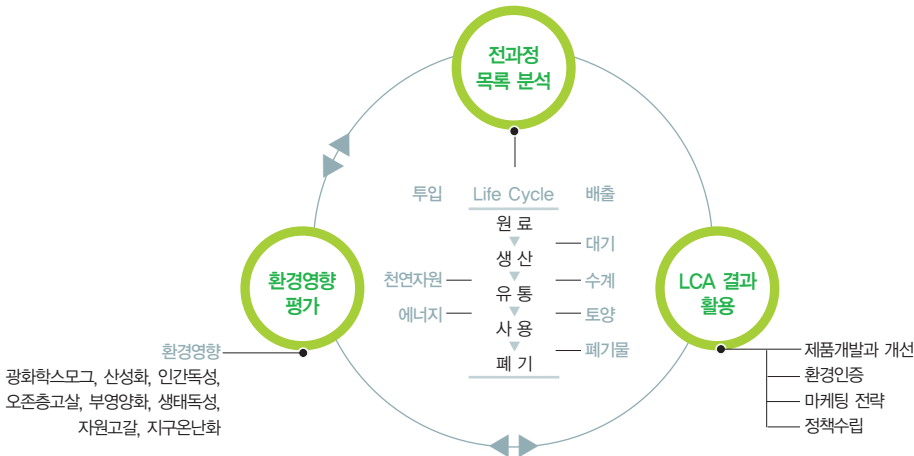 전과정
목록 분석
투입
Life Cycle
배출
원료
생산
유통
사용
폐기
천연자원
에너지
대기
수계
토양
폐기물
환경영향
평가
환경영향
광화학스모그, 산성화, 인간독성,
오존층고살, 부영양화, 생태독성,
자원고갈, 지구온난화
LCA 결과
활용
제품개발과 개선
환경인증
마케팅 전략
정책수립